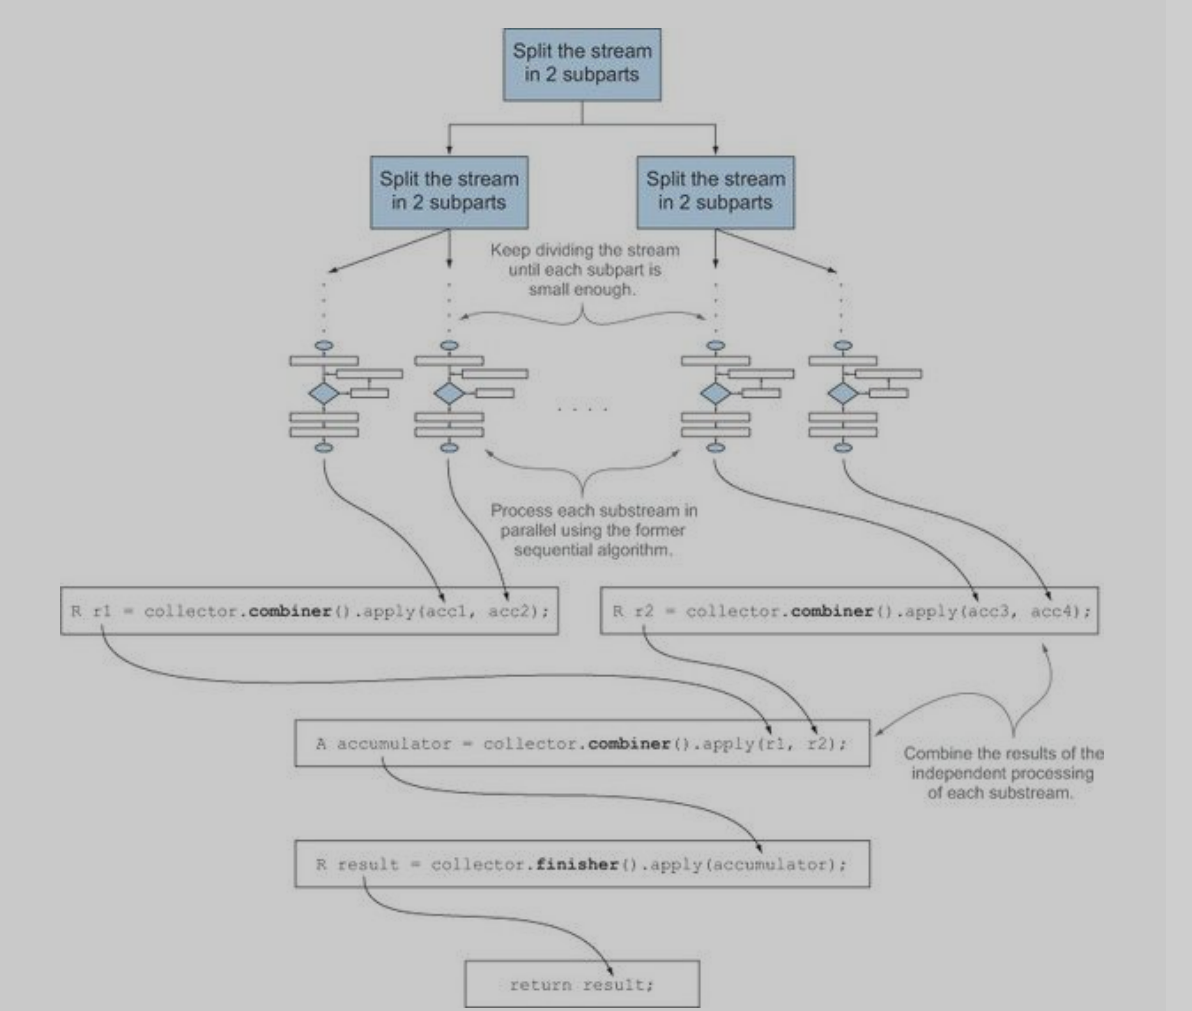 Split the stream
in 2 subparts
Split the stream
in 2 subparts
Split the stream
in 2 subparts
Keep dividing the stream
until each subpart is
small enough.
. . . .
Process each substream in
parallel using the former
sequential algorithm.
R r1 = collector.combiner().apply(acc1, acc2);
R r2 = collector.combiner().apply(acc3, acc4);
A accumulator = collector.combiner().apply(r1, r2);
Combine the results of the
independent processing
of each substream.
R result = collector.finisher().apply(accumulator);
return result;